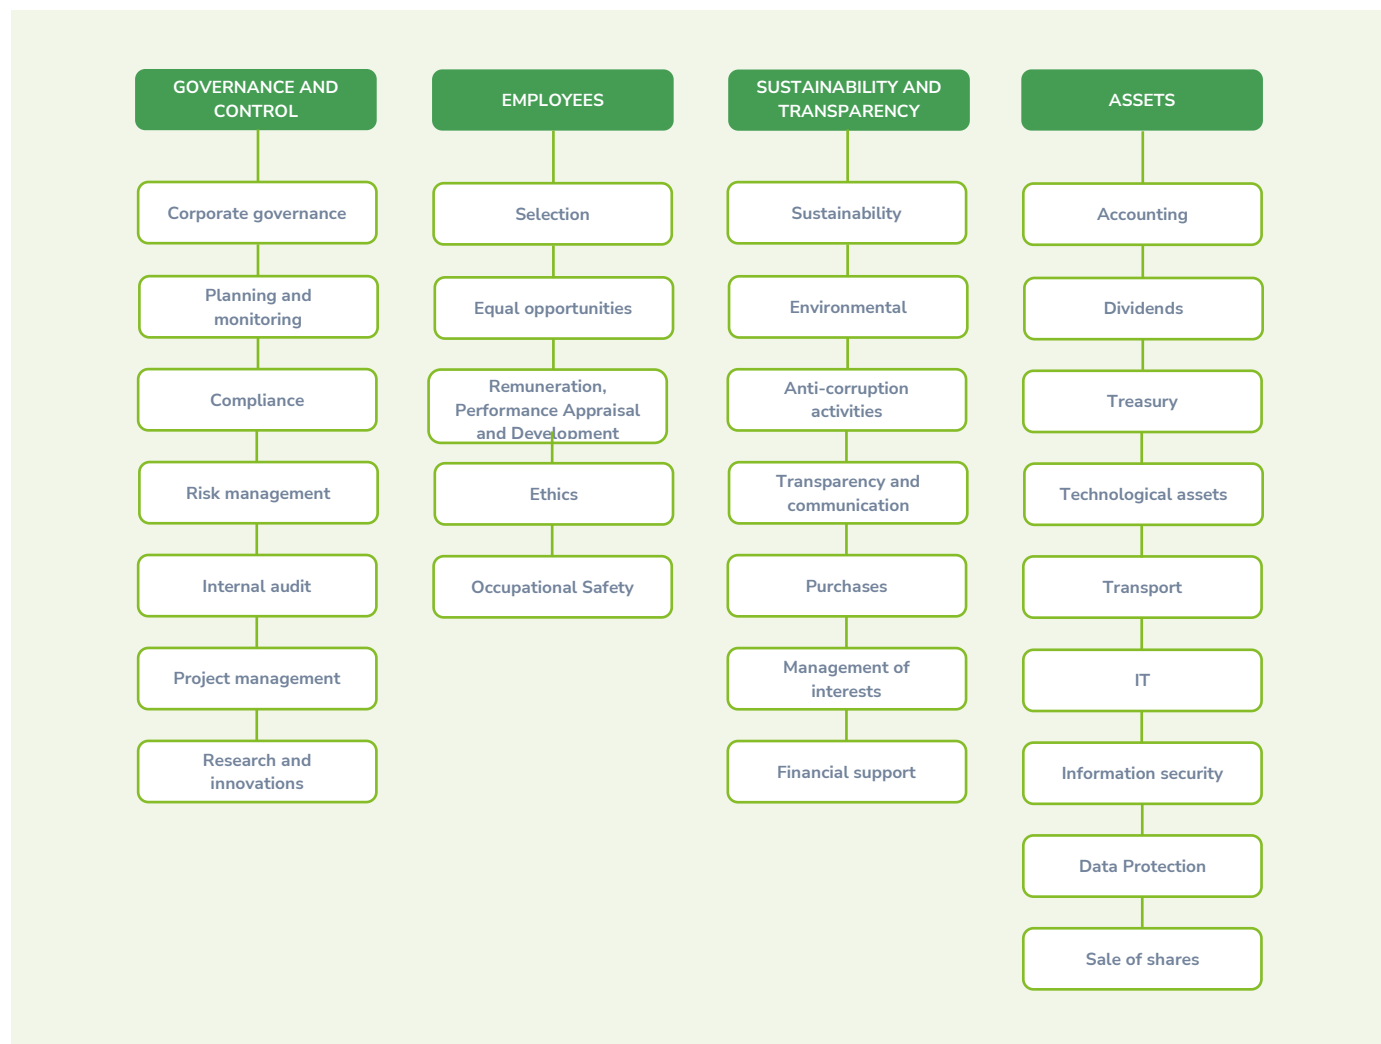 GOVERNANCE AND
CONTROL
Corporate governance
Planning and
monitoring
Compliance
Risk management
Internal audit
Project management
Research and
innovations
EMPLOYEES
Selection
Equal opportunities
Remuneration,
Performance Appraisal
and Development
Ethics
Occupational Safety
SUSTAINABILITY AND
TRANSPARENCY
Sustainability
Environmental
Anti-corruption
activities
Transparency and
communication
Purchases
Management of
interests
Financial support
ASSETS
Accounting
Dividends
Treasury
Technological assets
Transport
IT
Information security
Data Protection
Sale of shares